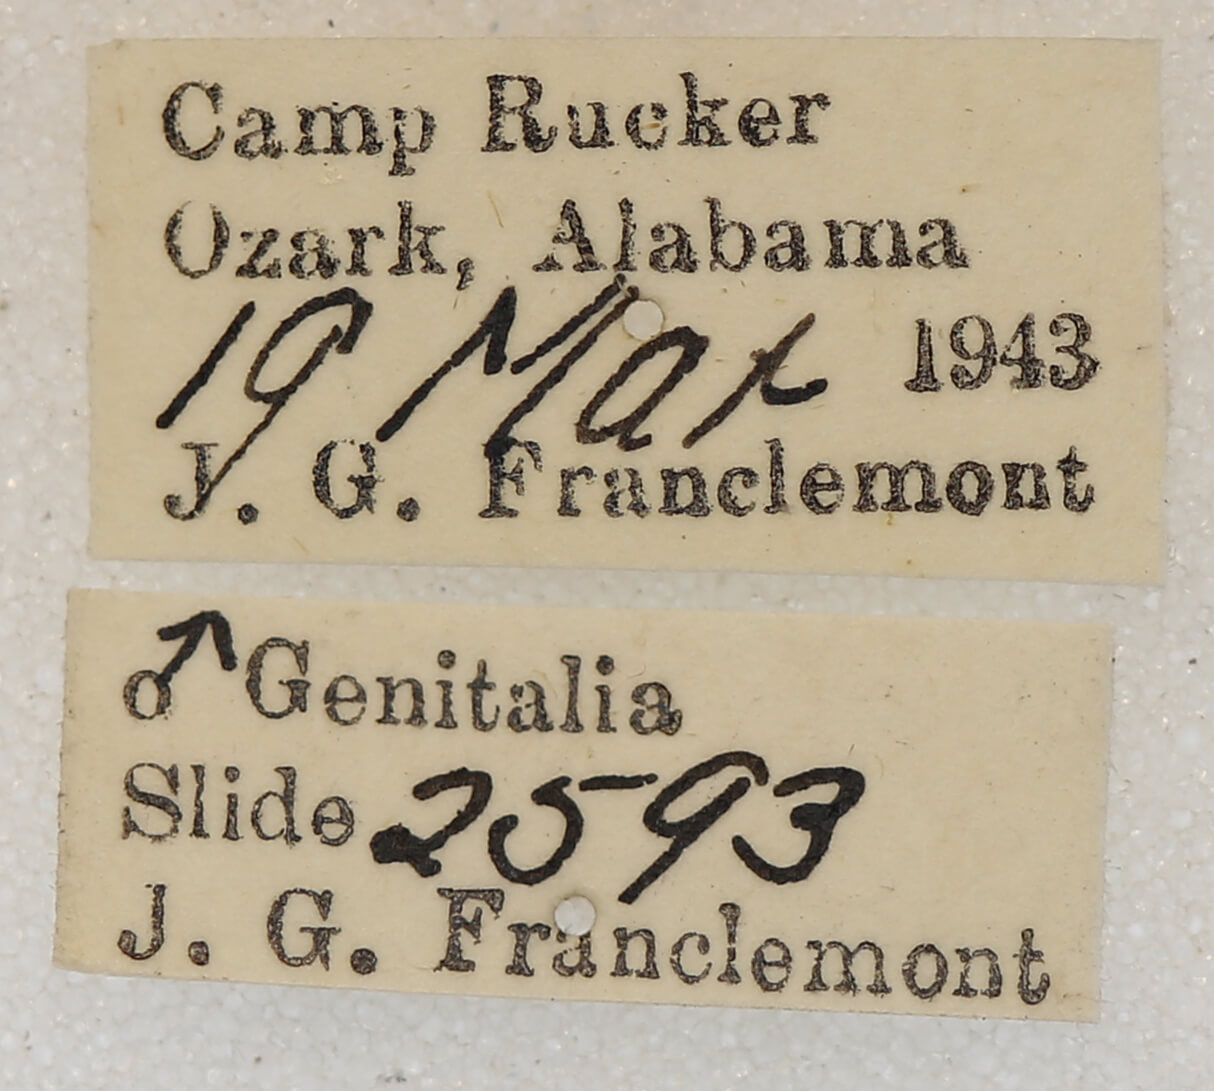 Camp Rucker
Ozark, Alabama
19 Mar 1943
J. G. Franclemont
♂ Genitalia
Slide 2593
J. G. Franclemont